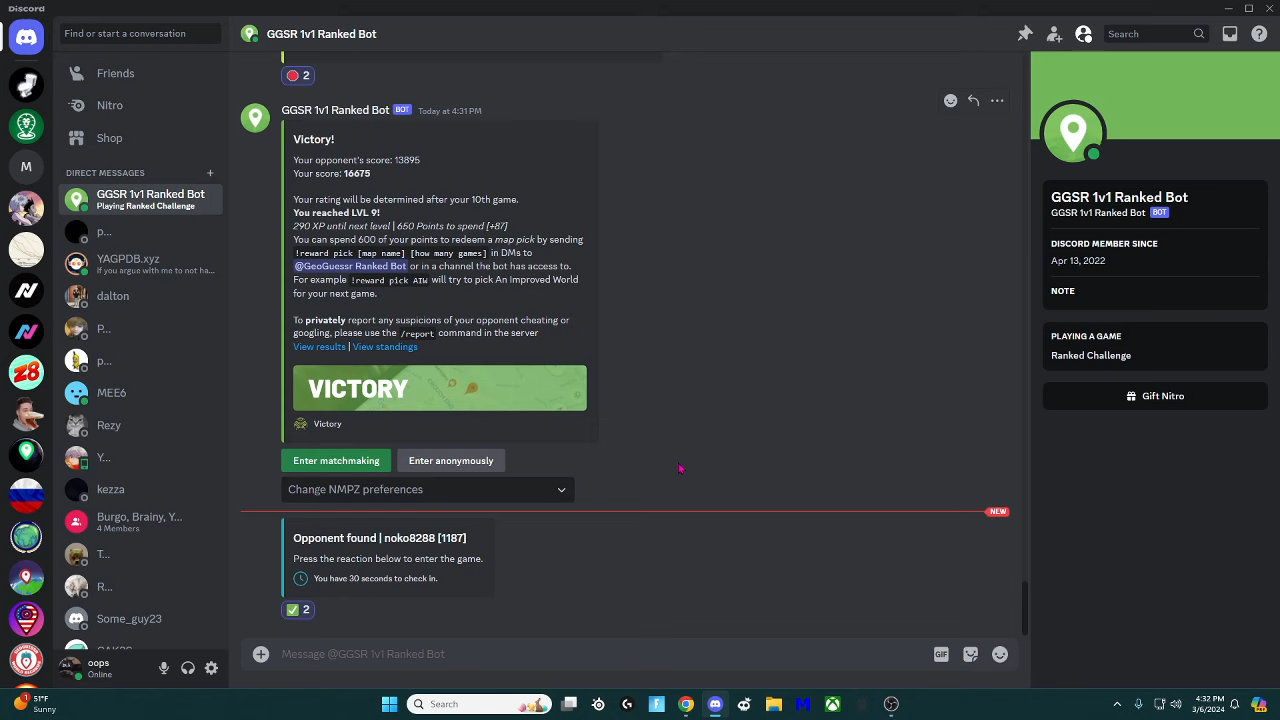 Discord
Find or start a conversation
GGSR 1v1 Ranked Bot
Search
Friends
Nitro
Shop
DIRECT MESSAGES
GGSR 1v1 Ranked Bot
Playing Ranked Challenge
p...
YAGPDB.xyz
if you argue with me to not ha...
dalton
P...
p...
MEE6
Rezy
Y...
kezza
Burgo, Brainy, Y...
4 Members
T...
R...
Some_guy23
oops
Online
M
2
GGSR 1v1 Ranked Bot BOT Today at 4:31 PM
Victory!
Your opponent's score: 13895
Your score: 16675
Your rating will be determined after your 10th game.
You reached LVL 9!
290 XP until next level | 650 Points to spend [+87]
You can spend 600 of your points to redeem a map pick by sending
!reward pick [map name] [how many games] in DMs to
@GeoGuessr Ranked Bot or in a channel the bot has access to.
For example !reward pick AIW will try to pick An Improved World
for your next game.
To privately report any suspicions of your opponent cheating or
googling, please use the /report command in the server
View results | View standings
VICTORY
Victory
Enter matchmaking
Enter anonymously
Change NMPZ preferences
NEW
Opponent found | noko8288 [1187]
Press the reaction below to enter the game.
You have 30 seconds to check in.
2
Message @GGSR 1v1 Ranked Bot
GIF
GGSR 1v1 Ranked Bot
GGSR 1v1 Ranked Bot BOT
DISCORD MEMBER SINCE
Apr 13, 2022
NOTE
PLAYING A GAME
Ranked Challenge
Gift Nitro
1
51°F
Sunny
Search
4:32 PM
3/6/2024